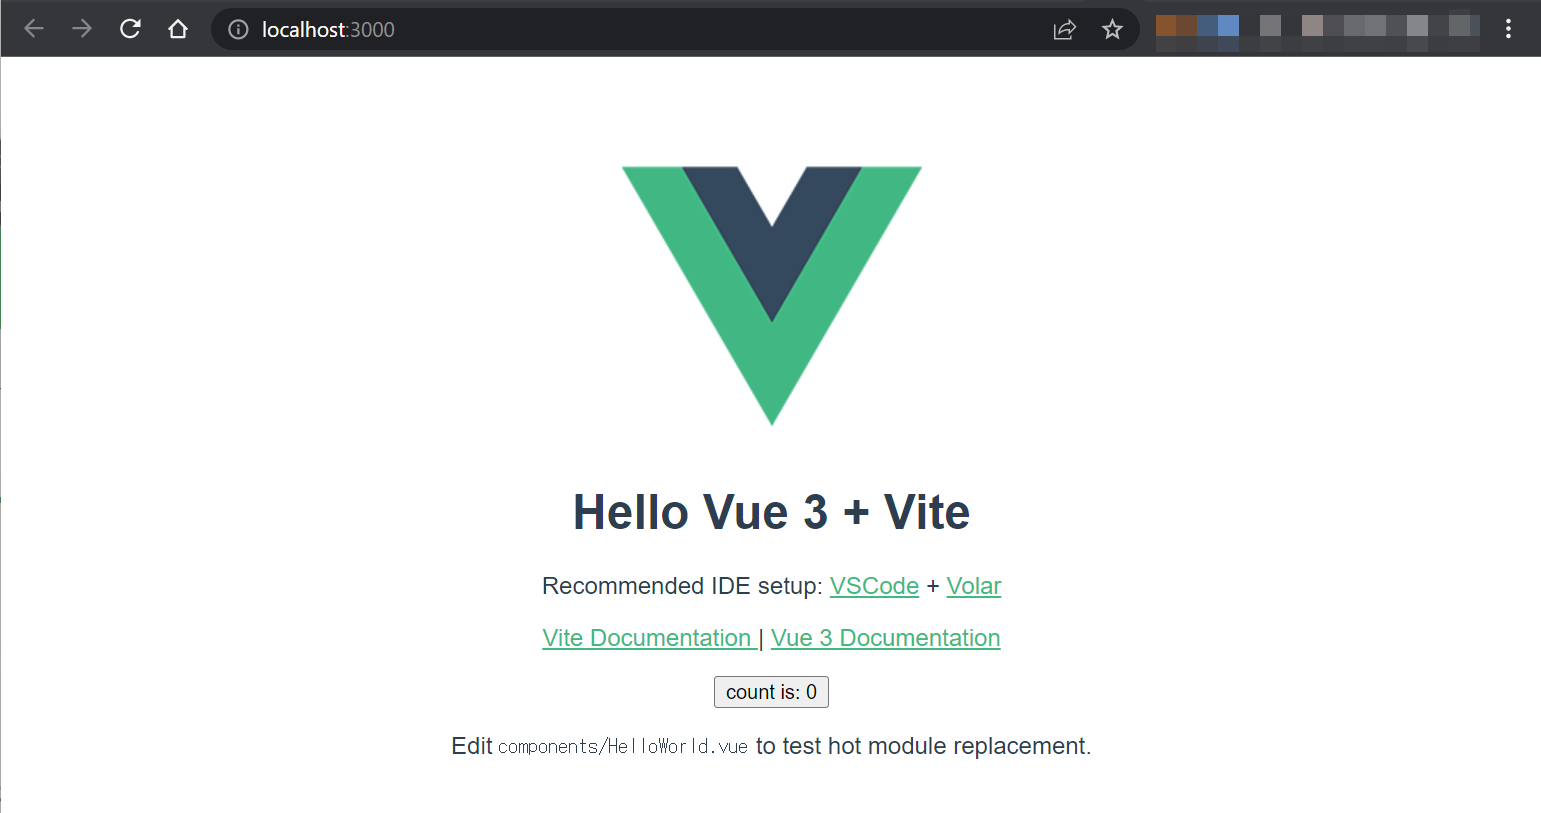 localhost:3000
Hello Vue 3 + Vite
Recommended IDE setup: VSCode + Volar
Vite Documentation | Vue 3 Documentation
count is: 0
Edit components/HelloWorld.vue to test hot module replacement.